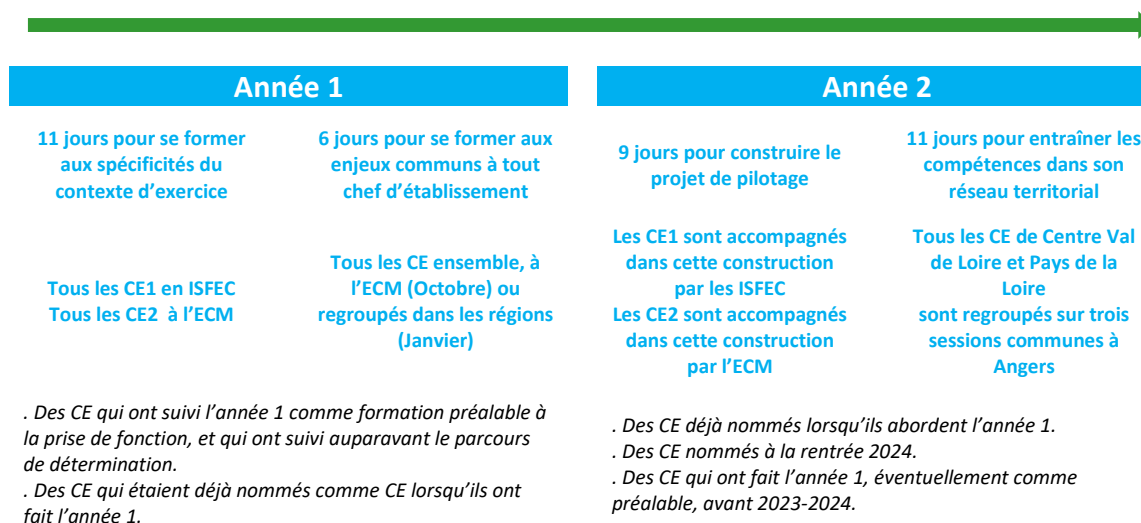 Année 1
11 jours pour se former
aux spécificités du
contexte d'exercice
6 jours pour se former aux
enjeux communs à tout
chef d'établissement
Tous les CE1 en ISFEC
Tous les CE2 à l'ECM
Tous les CE ensemble, à
l'ECM (Octobre) ou
regroupés dans les régions
(Janvier)
. Des CE qui ont suivi l'année 1 comme formation préalable à
la prise de fonction, et qui ont suivi auparavant le parcours
de détermination.
. Des CE qui étaient déjà nommés comme CE lorsqu'ils ont
fait l'année 1.
Année 2
9 jours pour construire le
projet de pilotage
11 jours pour entraîner les
compétences dans son
réseau territorial
Les CE1 sont accompagnés
dans cette construction
par les ISFEC
Les CE2 sont accompagnés
dans cette construction
par l'ECM
Tous les CE de Centre Val
de Loire et Pays de la
Loire
sont regroupés sur trois
sessions communes à
Angers
. Des CE déjà nommés lorsqu'ils abordent l'année 1.
. Des CE nommés à la rentrée 2024.
. Des CE qui ont fait l'année 1, éventuellement comme
préalable, avant 2023-2024.